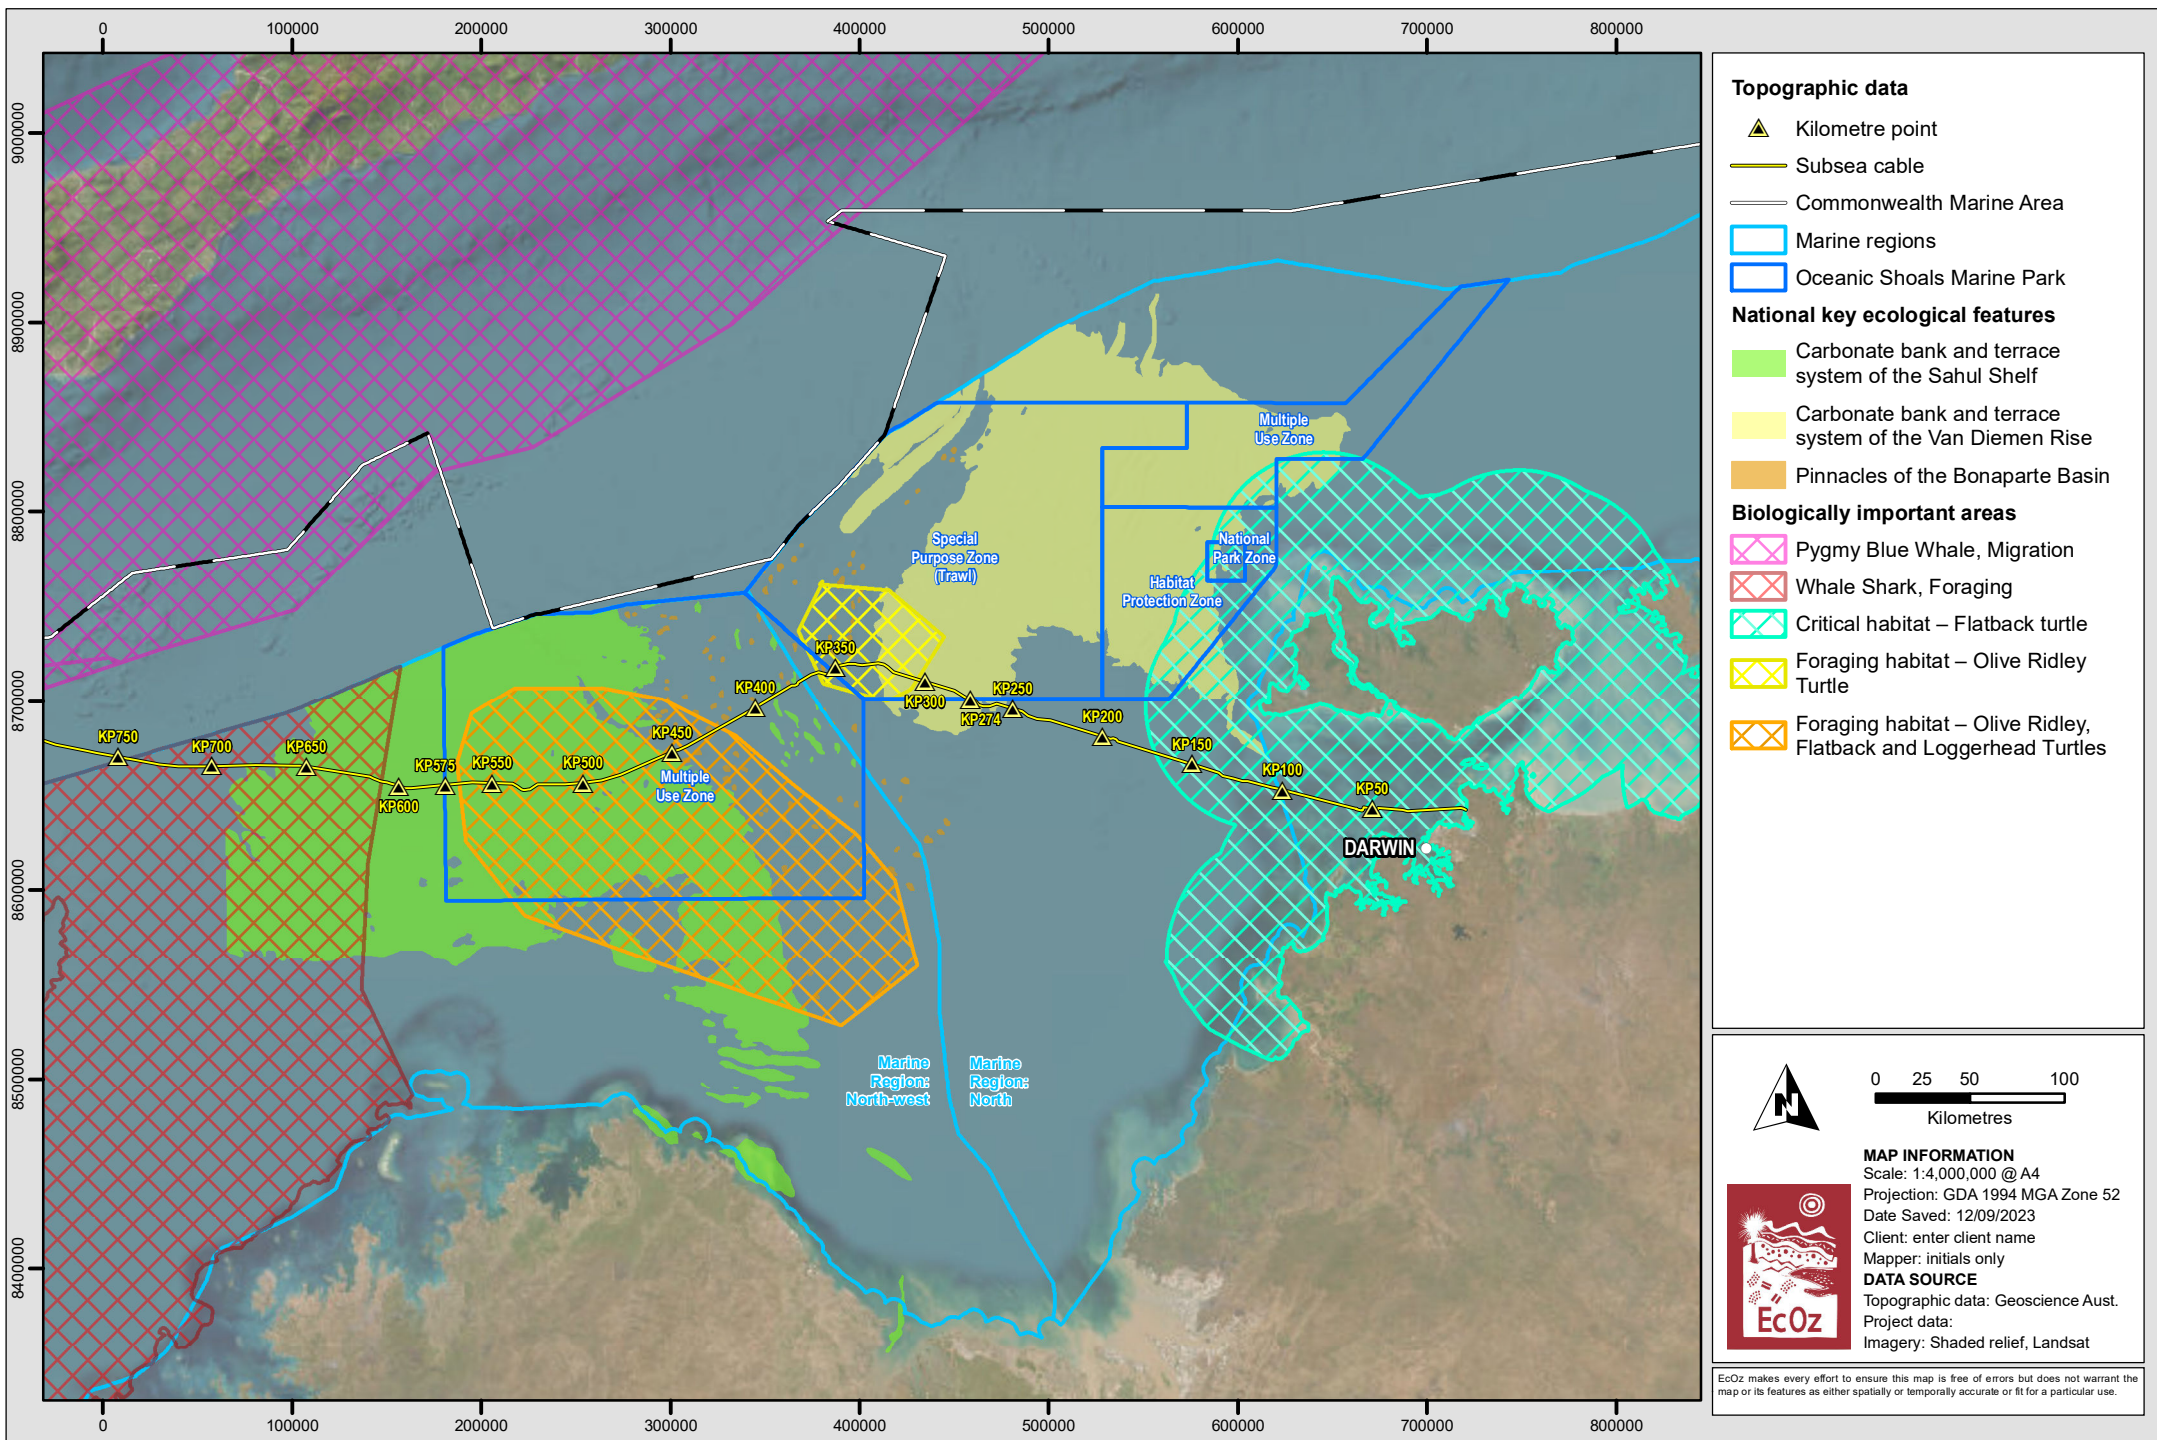 0 100000 200000 300000 400000 500000 600000 700000 800000
9000000
8900000
8800000
8700000
8600000
8500000
8400000
Multiple
Use Zone
Special
Purpose Zone
(Trawl)
National
Park Zone
Habitat
Protection Zone
KP350
KP400
KP300
KP250
KP274
KP200
KP450
KP150
KP750
KP700
KP650
KP575
KP550
KP500
KP600
KP100
KP50
Multiple
Use Zone
DARWIN
Marine
Region:
North-west
Marine
Region:
North
0 100000 200000 300000 400000 500000 600000 700000 800000
Topographic data
Kilometre point
Subsea cable
Commonwealth Marine Area
Marine regions
Oceanic Shoals Marine Park
National key ecological features
Carbonate bank and terrace
system of the Sahul Shelf
Carbonate bank and terrace
system of the Van Diemen Rise
Pinnacles of the Bonaparte Basin
Biologically important areas
Pygmy Blue Whale, Migration
Whale Shark, Foraging
Critical habitat – Flatback turtle
Foraging habitat – Olive Ridley
Turtle
Foraging habitat – Olive Ridley,
Flatback and Loggerhead Turtles
N
0 25 50 100
Kilometres
MAP INFORMATION
Scale: 1:4,000,000 @ A4
Projection: GDA 1994 MGA Zone 52
Date Saved: 12/09/2023
Client: enter client name
Mapper: initials only
DATA SOURCE
Topographic data: Geoscience Aust.
Project data:
Imagery: Shaded relief, Landsat
EcOz
EcOz makes every effort to ensure this map is free of errors but does not warrant the
map or its features as either spatially or temporally accurate or fit for a particular use.